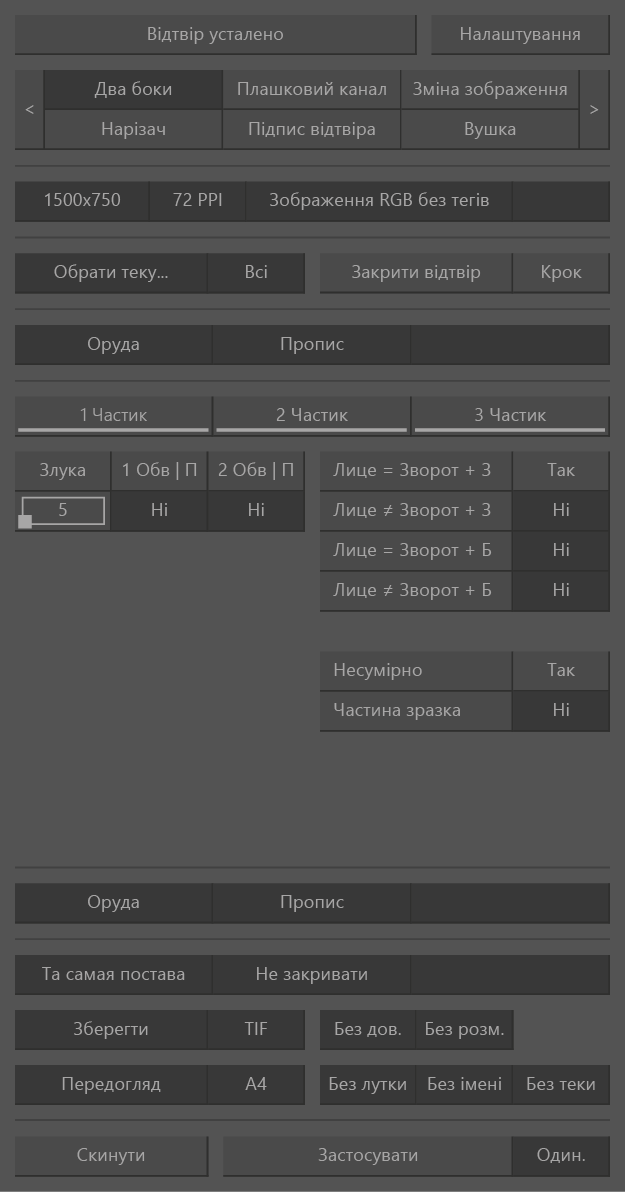 Відтвір усталено Налаштування
< Два боки Плашковий канал Зміна зображення >
Нарізач Підпис відтвіра Вушка
1500x750 72 PPI Зображення RGB без тегів
Обрати теку... Всі Закрити відтвір Крок
Оруда Пропис
1 Частик 2 Частик 3 Частик
Злука 1 Обв | П 2 Обв | П Лице = Зворот + З Так
5 Ні Ні Лице ≠ Зворот + З Ні
Лице = Зворот + Б Ні
Лице ≠ Зворот + Б Ні
Несумірно Так
Частина зразка Ні
Оруда Пропис
Та самая постава Не закривати
Зберегти TIF Без дов. Без розм.
Передогляд A4 Без лутки Без імені Без теки
Скинути Застосувати Один.